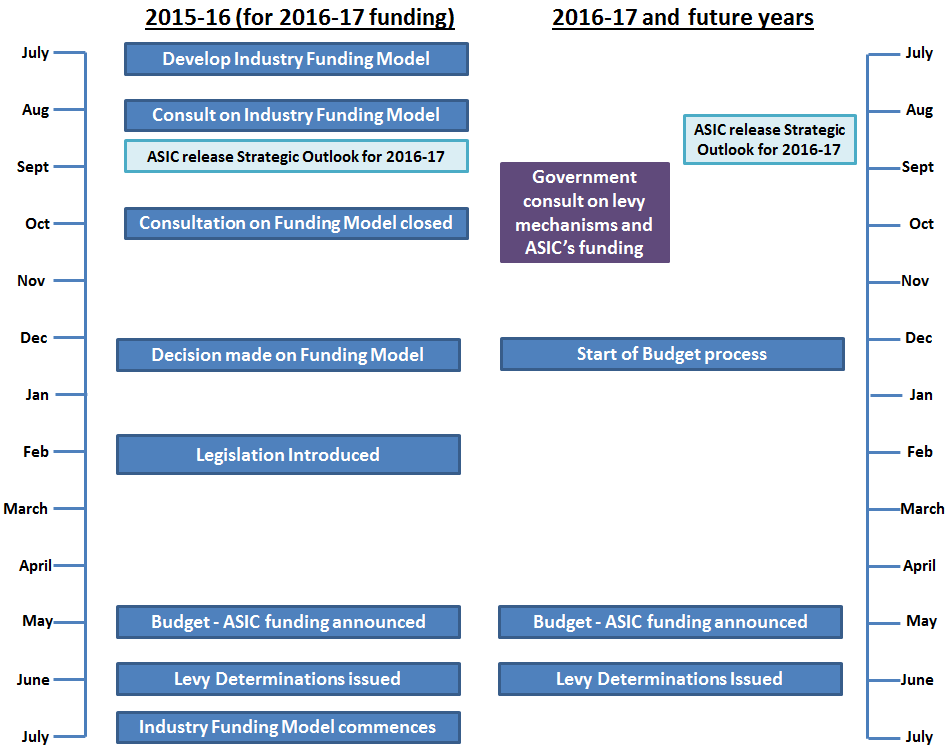 2015-16 (for 2016-17 funding)
2016-17 and future years
July
Develop Industry Funding Model
July
Aug
Consult on Industry Funding Model
Aug
ASIC release Strategic Outlook for 2016-17
ASIC release Strategic
Outlook for 2016-17
Sept
Sept
Government
consult on levy
mechanisms and
ASIC's funding
Oct
Consultation on Funding Model closed
Oct
Nov
Nov
Dec
Decision made on Funding Model
Start of Budget process
Dec
Jan
Jan
Feb
Legislation Introduced
Feb
March
March
April
April
May
Budget - ASIC funding announced
Budget - ASIC funding announced
May
June
Levy Determinations issued
Levy Determinations Issued
June
July
Industry Funding Model commences
July